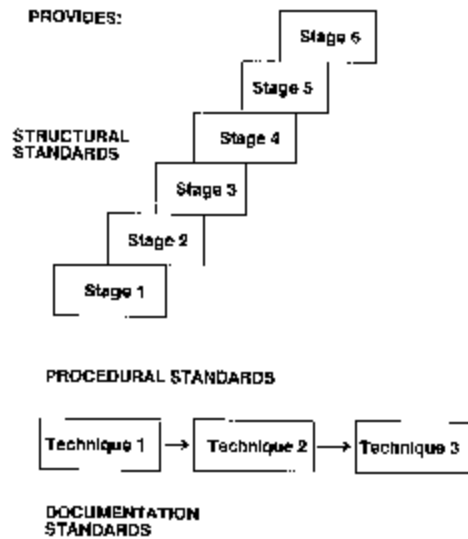 PROVIDES:
Stage 6
Stage 5
STRUCTURAL
STANDARDS
Stage 4
Stage 3
Stage 2
Stage 1
PROCEDURAL STANDARDS
Technique 1
Technique 2
Technique 3
DOCUMENTATION
STANDARDS